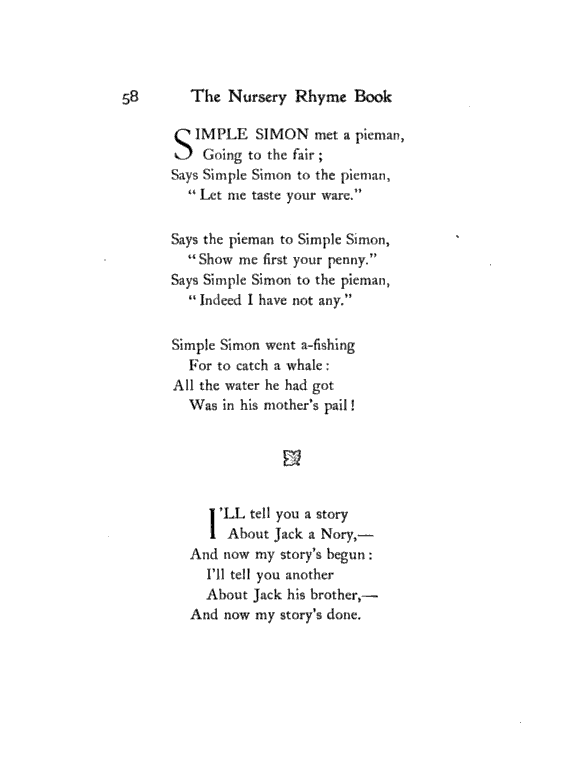 58 The Nursery Rhyme Book
SIMPLE SIMON met a pieman,
Going to the fair ;
Says Simple Simon to the pieman,
“ Let me taste your ware.”
Says the pieman to Simple Simon,
“ Show me first your penny.”
Says Simple Simon to the pieman,
“ Indeed I have not any.”
Simple Simon went a-fishing
For to catch a whale :
All the water he had got
Was in his mother’s pail !
I’LL tell you a story
About Jack a Nory,—
And now my story’s begun :
I’ll tell you another
About Jack his brother,—
And now my story’s done.